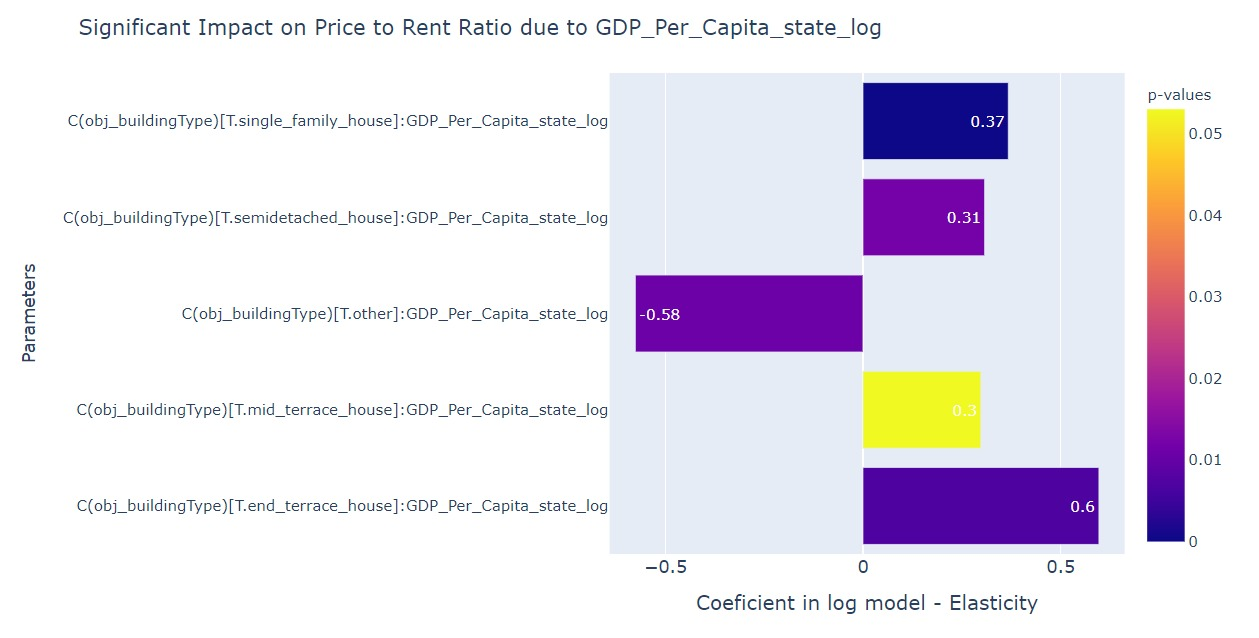 Significant Impact on Price to Rent Ratio due to GDP_Per_Capita_state_log
p-values
C(obj_buildingType)[T.single_family_house]:GDP_Per_Capita_state_log
0.37
C(obj_buildingType)[T.semidetached_house]:GDP_Per_Capita_state_log
0.31
C(obj_buildingType)[T.other]:GDP_Per_Capita_state_log
-0.58
C(obj_buildingType)[T.mid_terrace_house]:GDP_Per_Capita_state_log
0.3
C(obj_buildingType)[T.end_terrace_house]:GDP_Per_Capita_state_log
0.6
Parameters
−0.5
0
0.5
Coeficient in log model - Elasticity
0.05
0.04
0.03
0.02
0.01
0